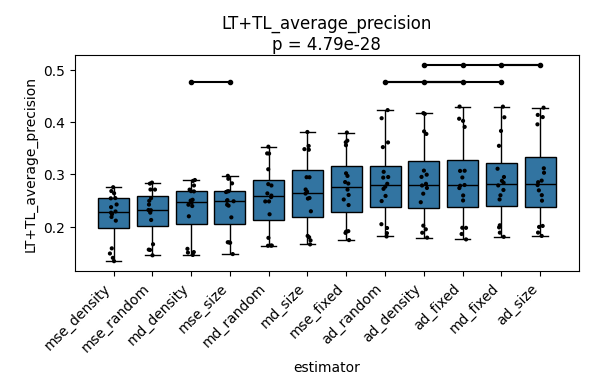 LT+TL_average_precision
p = 4.79e-28
LT+TL_average_precision
0.5
0.4
0.3
0.2
mse_density
mse_random
md_density
mse_size
md_random
md_size
mse_fixed
ad_random
ad_density
ad_fixed
md_fixed
ad_size
estimator